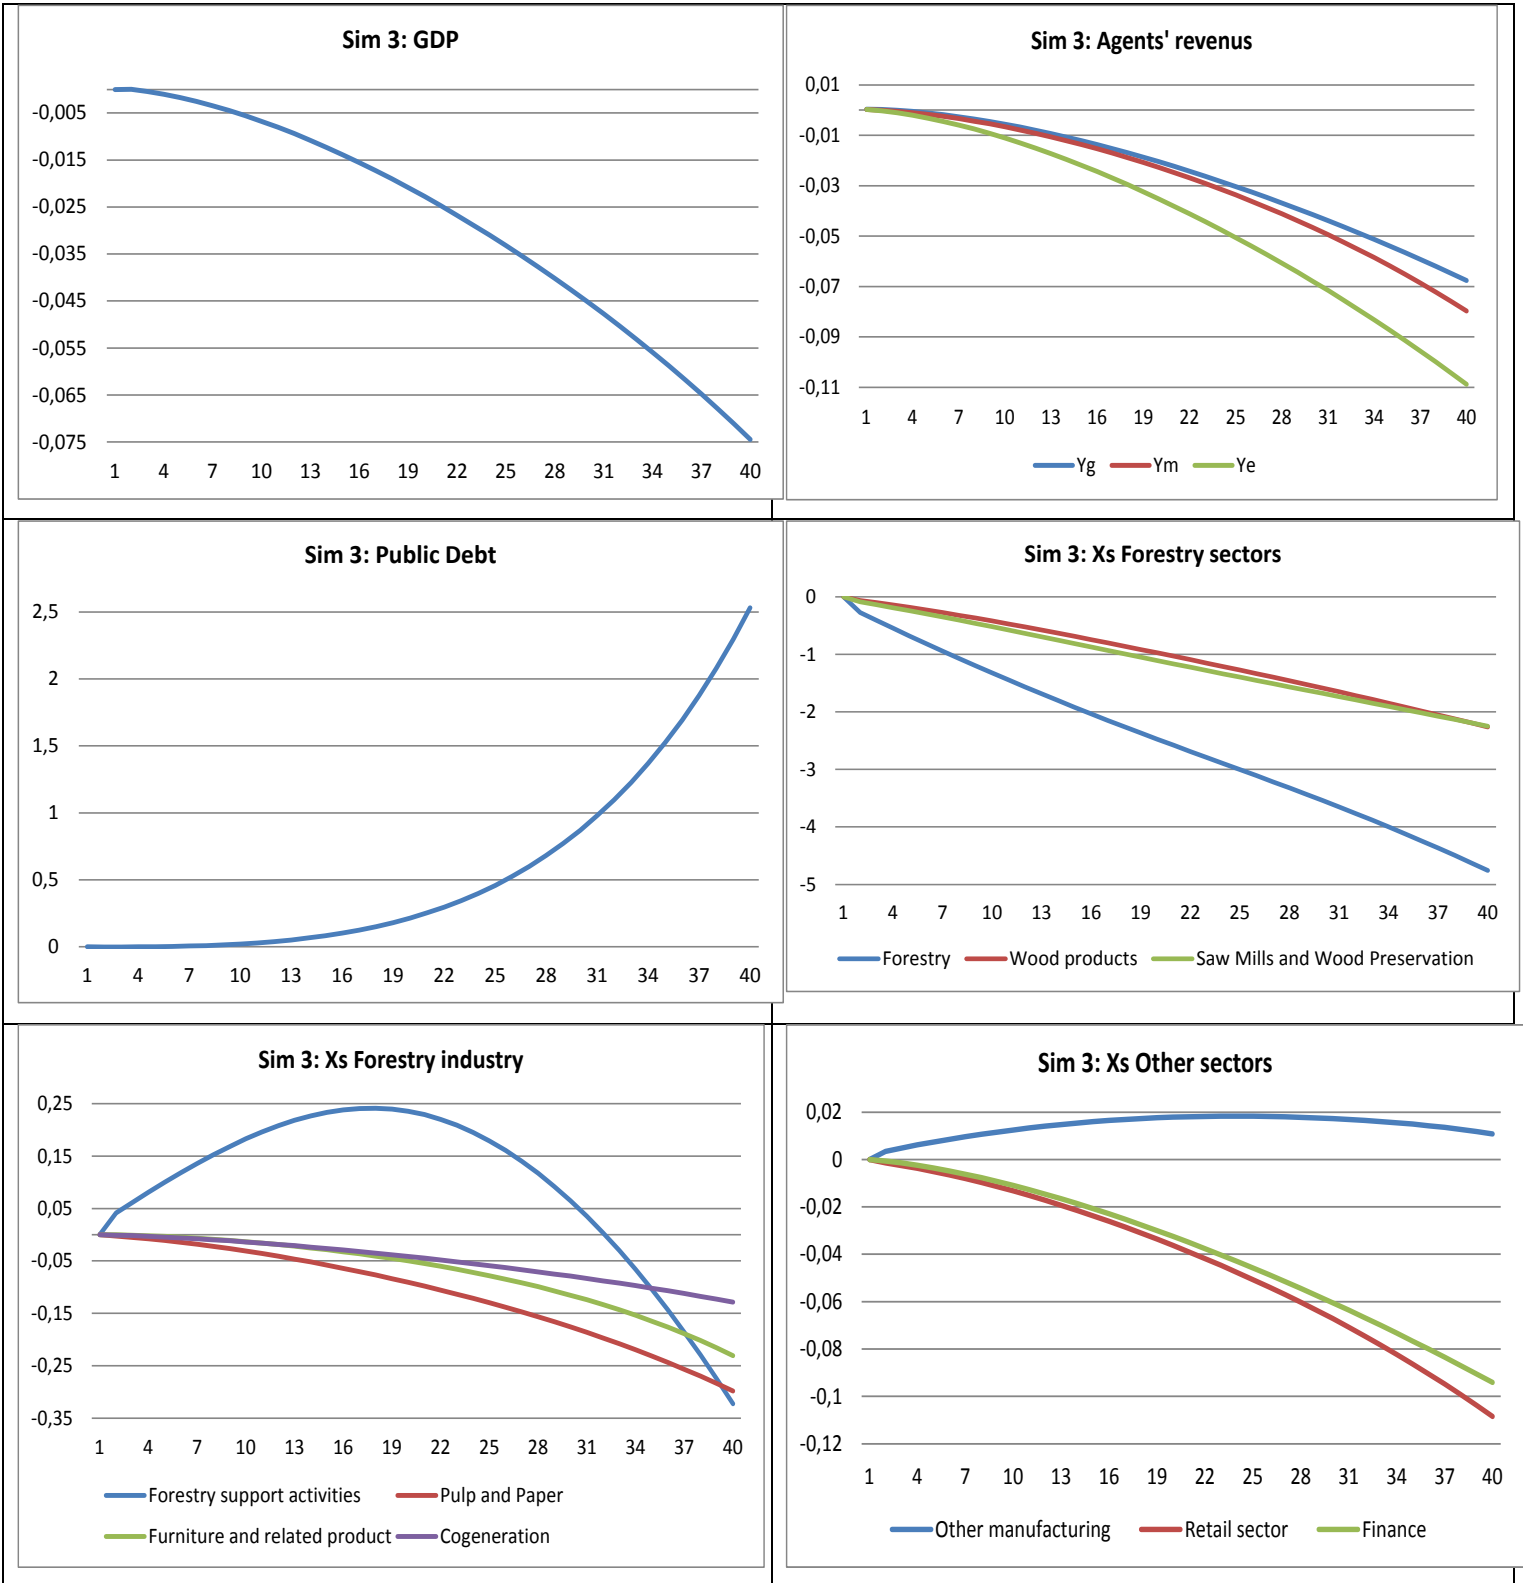 Sim 3: GDP
-0,005
-0,015
-0,025
-0,035
-0,045
-0,055
-0,065
-0,075
1 4 7 10 13 16 19 22 25 28 31 34 37 40
Sim 3: Agents' revenus
0,01
-0,01
-0,03
-0,05
-0,07
-0,09
-0,11
1 4 7 10 13 16 19 22 25 28 31 34 37 40
Yg Ym Ye
Sim 3: Public Debt
2,5
2
1,5
1
0,5
0
1 4 7 10 13 16 19 22 25 28 31 34 37 40
Sim 3: Xs Forestry sectors
0
-1
-2
-3
-4
-5
1 4 7 10 13 16 19 22 25 28 31 34 37 40
Forestry Wood products Saw Mills and Wood Preservation
Sim 3: Xs Forestry industry
0,25
0,15
0,05
-0,05
-0,15
-0,25
-0,35
1 4 7 10 13 16 19 22 25 28 31 34 37 40
Forestry support activities Pulp and Paper
Furniture and related product Cogeneration
Sim 3: Xs Other sectors
0,02
0
-0,02
-0,04
-0,06
-0,08
-0,1
-0,12
1 4 7 10 13 16 19 22 25 28 31 34 37 40
Other manufacturing Retail sector Finance